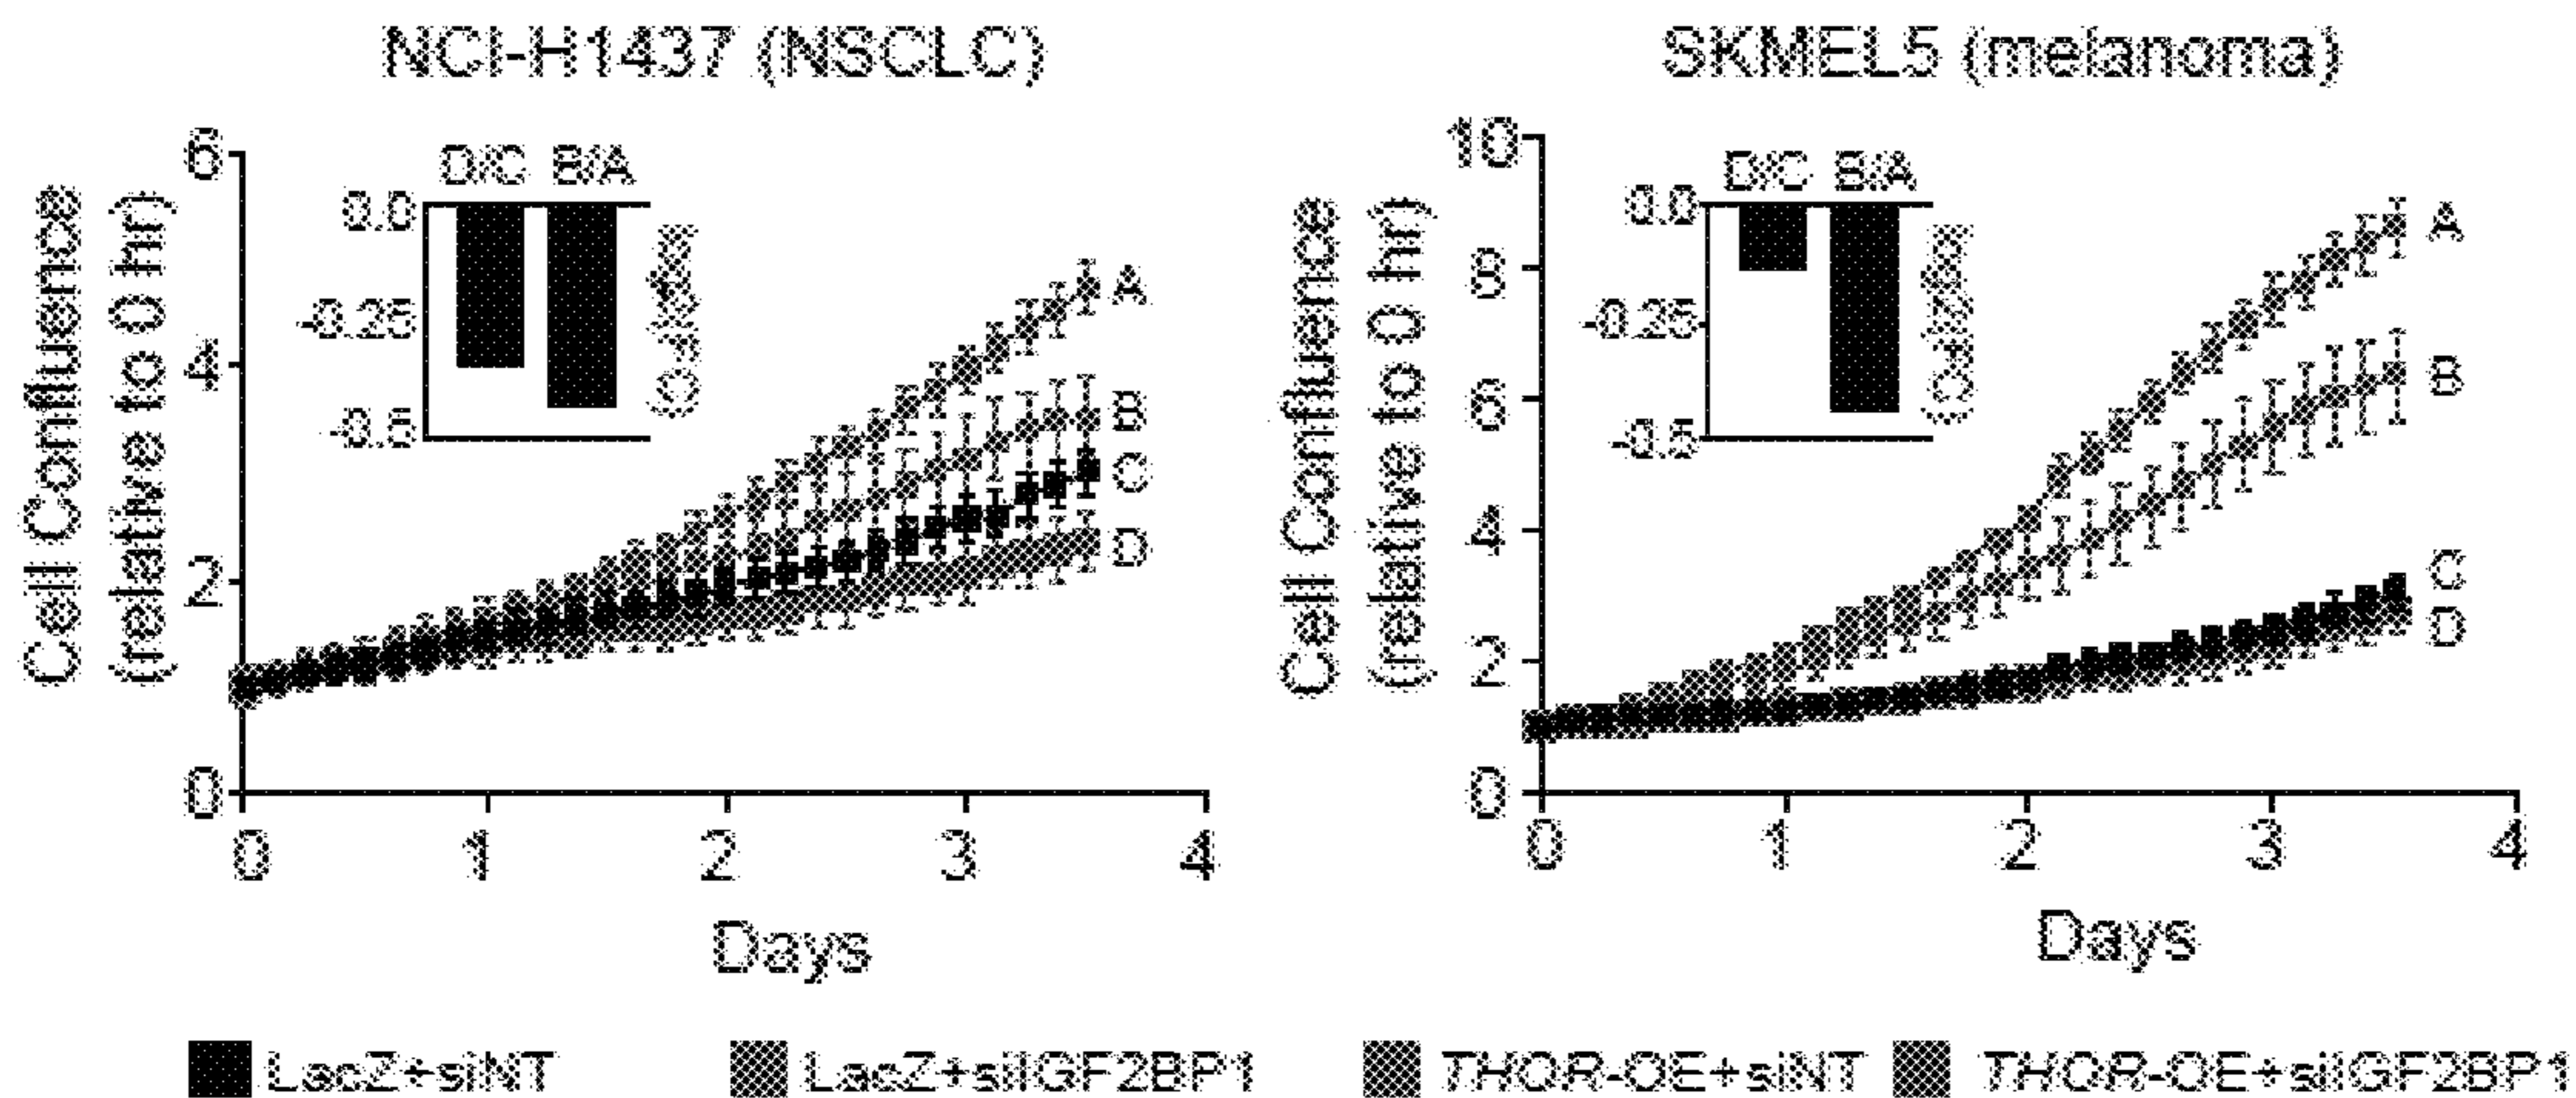 NCI-H1437 (NSCLC)
Cell Confluence
(relative to 0 hr)
6
4
2
0
D/C B/A
0.0
-0.25
-0.5
A
B
C
D
0 1 2 3 4
Days
SKMEL5 (melanoma)
Cell Confluence
(relative to 0 hr)
10
8
6
4
2
0
D/C B/A
0.0
-0.25
-0.5
A
B
C
D
0 1 2 3 4
Days
LacZ+siNT LacZ+siIGF2BP1 THOR-OE+siNT THOR-OE+siIGF2BP1